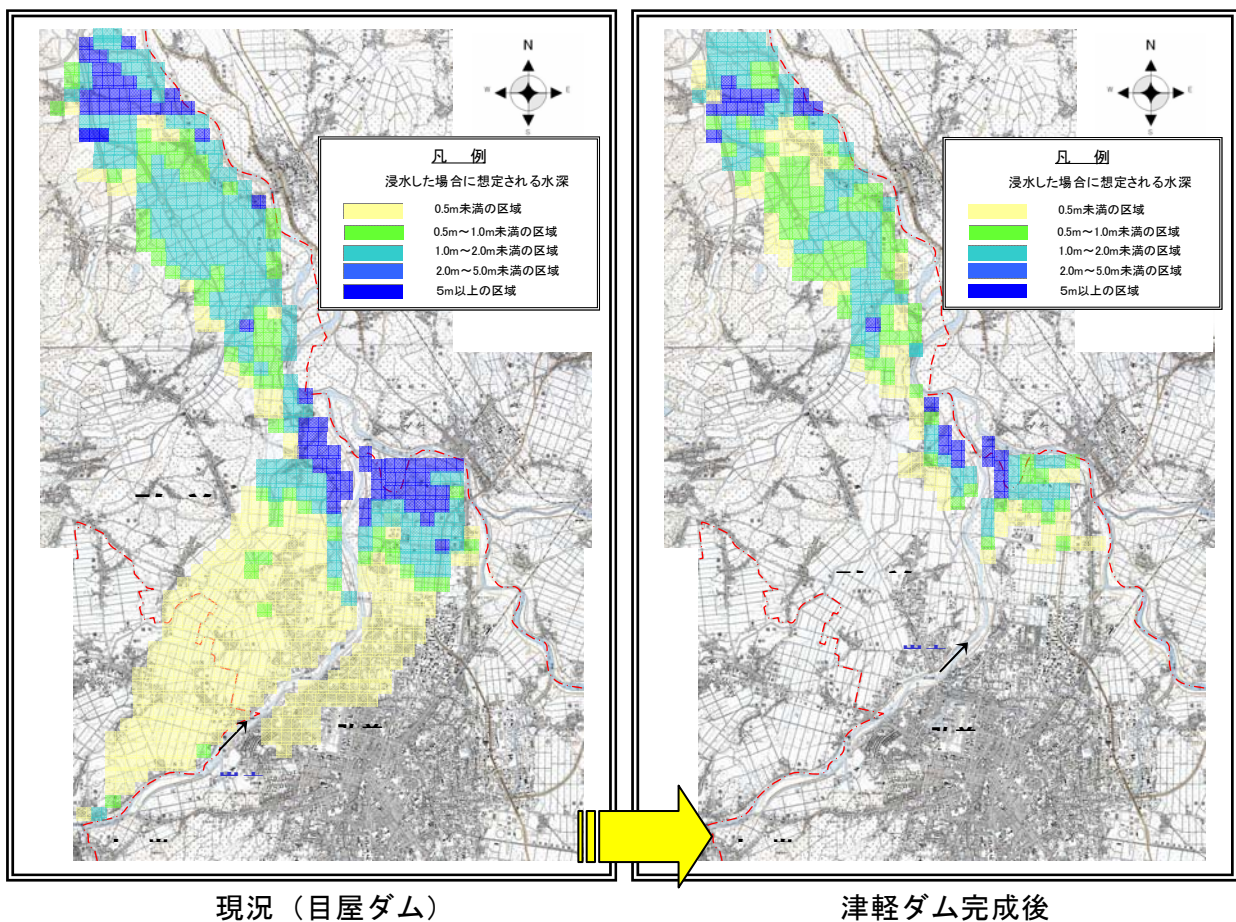 N
W
E
S
凡 例
浸水した場合に想定される水深
0.5m未満の区域
0.5m～1.0m未満の区域
1.0m～2.0m未満の区域
2.0m～5.0m未満の区域
5m以上の区域
現況（目屋ダム）
N
W
E
S
凡 例
浸水した場合に想定される水深
0.5m未満の区域
0.5m～1.0m未満の区域
1.0m～2.0m未満の区域
2.0m～5.0m未満の区域
5m以上の区域
津軽ダム完成後